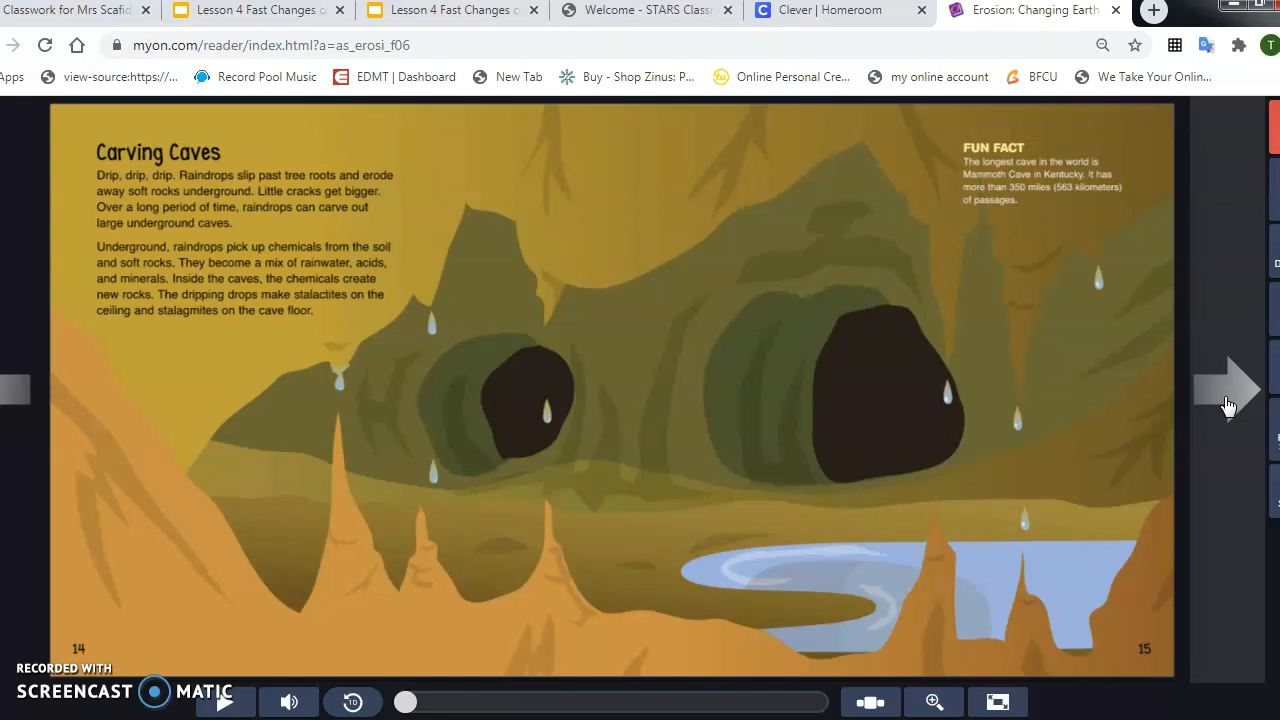 Classwork for Mrs Scafid
Lesson 4 Fast Changes o
Lesson 4 Fast Changes o
Welcome - STARS Classr
Clever | Homeroom
Erosion: Changing Earth
myon.com/reader/index.html?a=as_erosi_f06
T
Apps
view-source:https://...
Record Pool Music
EDMT | Dashboard
New Tab
Buy - Shop Zinus: P...
Online Personal Cre...
my online account
BCU
We Take Your Onlin...
Carving Caves
Drip, drip, drip. Raindrops slip past tree roots and erode
away soft rocks underground. Little cracks get bigger.
Over a long period of time, raindrops can carve out
large underground caves.
Underground, raindrops pick up chemicals from the soil
and soft rocks. They become a mix of rainwater, acids,
and minerals. Inside the caves, the chemicals create
new rocks. The dripping drops make stalactites on the
ceiling and stalagmites on the cave floor.
FUN FACT
The longest cave in the world is
Mammoth Cave in Kentucky. It has
more than 350 miles (563 kilometers)
of passages.
14
15
RECORDED WITH
SCREENCAST MATIC
10